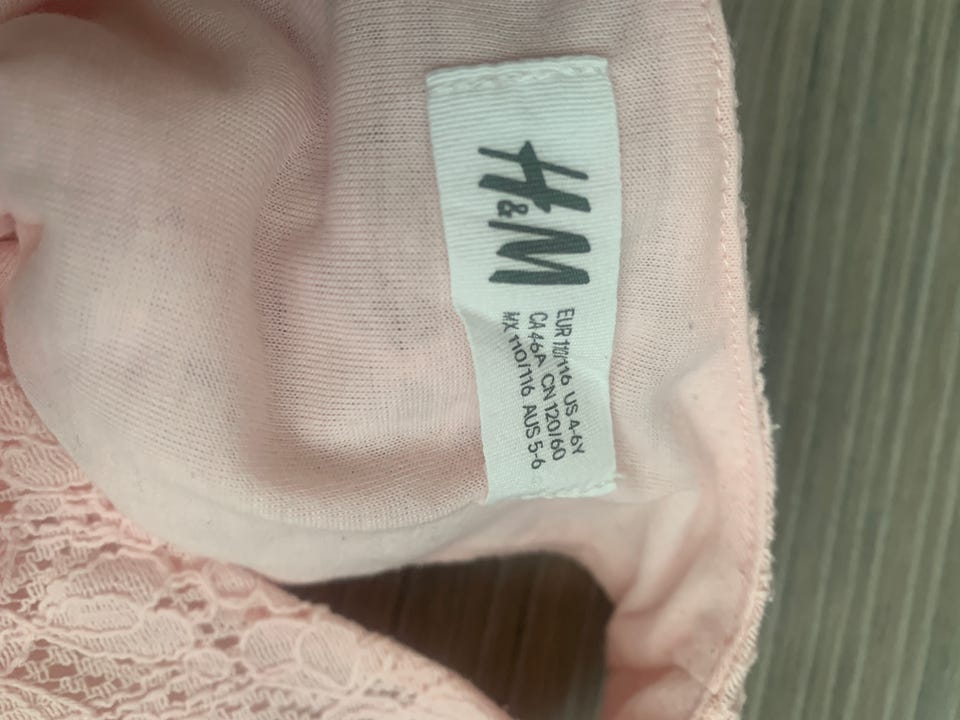 H&M
EUR 110/116 US 4-6Y
CA 4-6A CN 120/60
MX 110/116 AUS 5-6